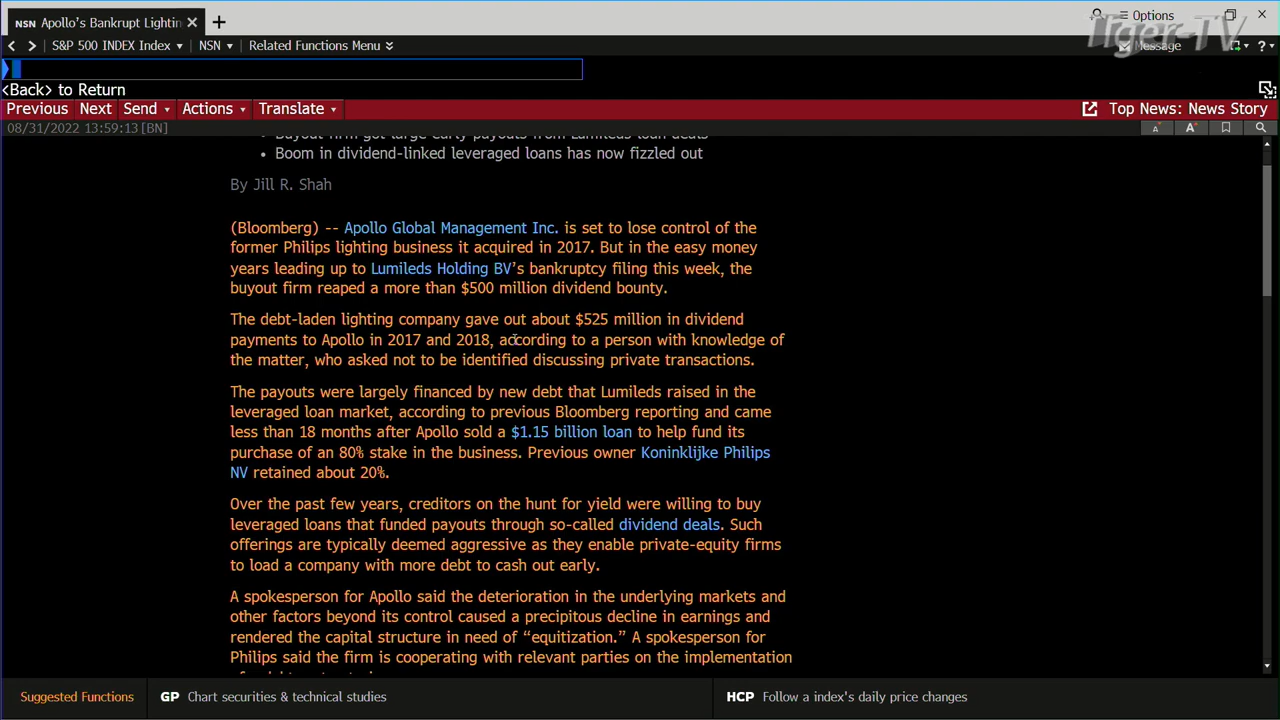 NSN Apollo's Bankrupt Lightin
Options
S&P 500 INDEX Index NSN Related Functions Menu
Message
Tiger-TV
<Back> to Return
Previous Next Send Actions Translate Top News: News Story
08/31/2022 13:59:13 [BN]
• Buyout firm got large early payouts from Lumileds loan deals
• Boom in dividend-linked leveraged loans has now fizzled out
By Jill R. Shah
(Bloomberg) -- Apollo Global Management Inc. is set to lose control of the
former Philips lighting business it acquired in 2017. But in the easy money
years leading up to Lumileds Holding BV's bankruptcy filing this week, the
buyout firm reaped a more than $500 million dividend bounty.
The debt-laden lighting company gave out about $525 million in dividend
payments to Apollo in 2017 and 2018, according to a person with knowledge of
the matter, who asked not to be identified discussing private transactions.
The payouts were largely financed by new debt that Lumileds raised in the
leveraged loan market, according to previous Bloomberg reporting and came
less than 18 months after Apollo sold a $1.15 billion loan to help fund its
purchase of an 80% stake in the business. Previous owner Koninklijke Philips
NV retained about 20%.
Over the past few years, creditors on the hunt for yield were willing to buy
leveraged loans that funded payouts through so-called dividend deals. Such
offerings are typically deemed aggressive as they enable private-equity firms
to load a company with more debt to cash out early.
A spokesperson for Apollo said the deterioration in the underlying markets and
other factors beyond its control caused a precipitous decline in earnings and
rendered the capital structure in need of “equitization.” A spokesperson for
Philips said the firm is cooperating with relevant parties on the implementation
Suggested Functions GP Chart securities & technical studies HCP Follow a index's daily price changes